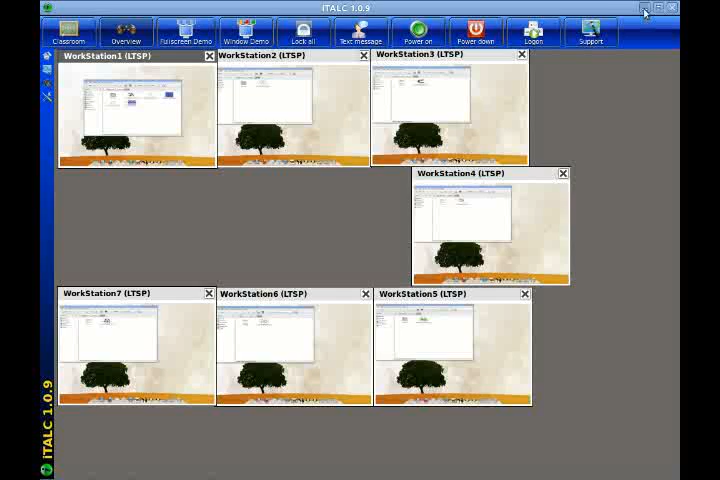 iTALC 1.0.9
Classroom
Overview
Fullscreen Demo
Window Demo
Lock all
Text message
Power on
Power down
Logon
Support
WorkStation1 (LTSP)
WorkStation2 (LTSP)
WorkStation3 (LTSP)
WorkStation4 (LTSP)
WorkStation7 (LTSP)
WorkStation6 (LTSP)
WorkStation5 (LTSP)
iTALC 1.0.9